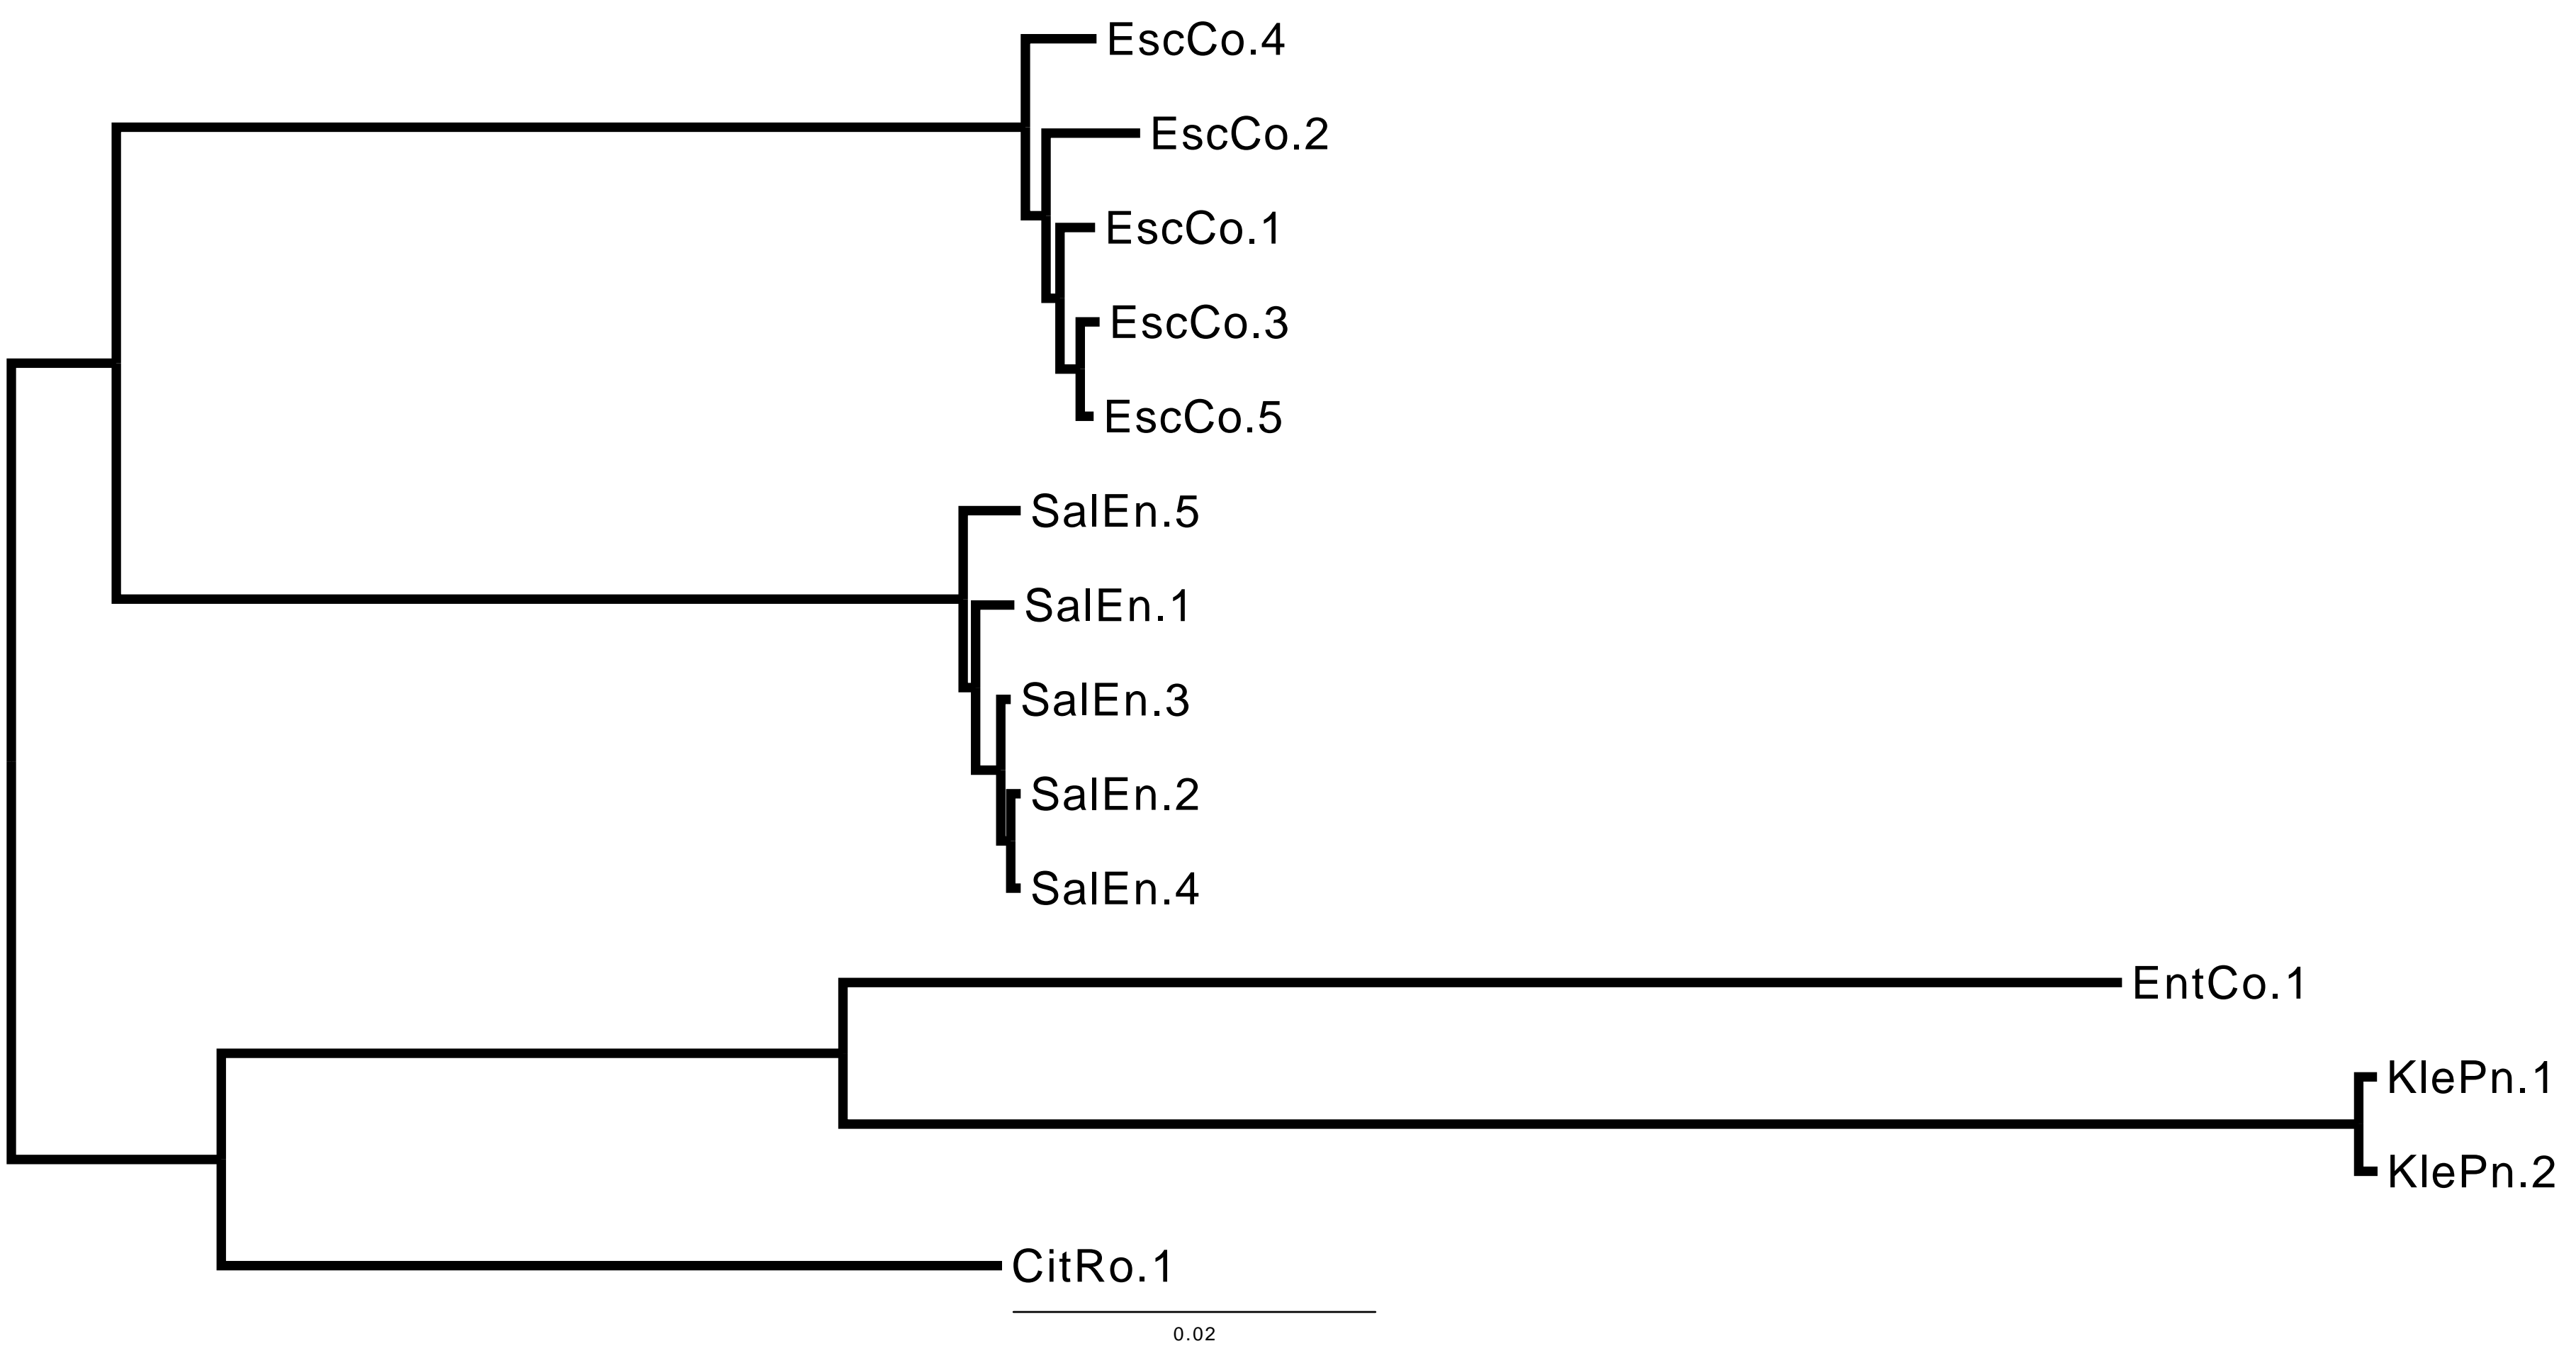 EscCo.4
EscCo.2
EscCo.1
EscCo.3
EscCo.5
SalEn.5
SalEn.1
SalEn.3
SalEn.2
SalEn.4
EntCo.1
KlePn.1
KlePn.2
CitRo.1
0.02